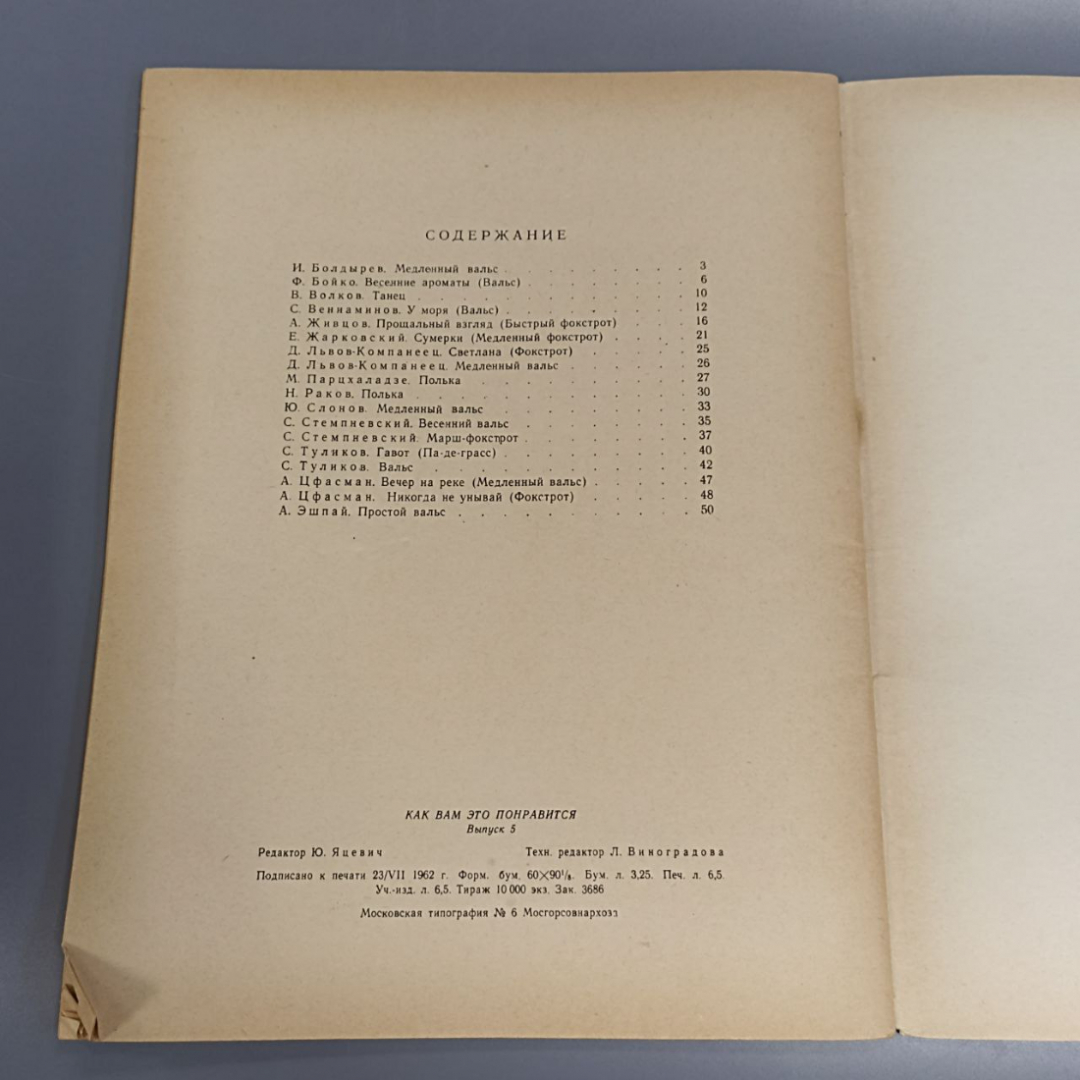 СОДЕРЖАНИЕ
И. Болдырев. Медленный вальс . . . . . . . . 3
Ф. Бойко. Весенние ароматы (Вальс) . . . . . . . 6
В. Волков. Танец . . . . . . . . . . . . 10
С. Вениаминов. У моря (Вальс) . . . . . . . . 12
А. Живцов. Прощальный взгляд (Быстрый фокстрот) . . . 16
Е. Жарковский. Сумерки (Медленный фокстрот) . . . . 21
Д. Львов-Компанеец. Светлана (Фокстрот) . . . . . 25
Д. Львов-Компанеец. Медленный вальс . . . . . . 26
М. Парцхаладзе. Полька . . . . . . . . . . 27
Н. Раков. Полька . . . . . . . . . . . . 30
Ю. Слонов. Медленный вальс . . . . . . . . . 33
С. Стемпневский. Весенний вальс . . . . . . . . 35
С. Стемпневский. Марш-фокстрот . . . . . . . . 37
С. Туликов. Гавот (Па-де-грасс) . . . . . . . . 40
С. Туликов. Вальс . . . . . . . . . . . . 42
А. Цфасман. Вечер на реке (Медленный вальс) . . . . . 47
А. Цфасман. Никогда не унывай (Фокстрот) . . . . . 48
А. Эшпай. Простой вальс . . . . . . . . . . . 50
КАК ВАМ ЭТО ПОНРАВИТСЯ
Выпуск 5
Редактор Ю. Яцевич Техн. редактор Л. Виноградова
Подписано к печати 23/VII 1962 г. Форм. бум. 60×90¹/₈. Бум. л. 3,25. Печ. л. 6,5.
Уч.-изд. л. 6,5. Тираж 10 000 экз. Зак. 3686
Московская типография № 6 Мосгорсовнархоза